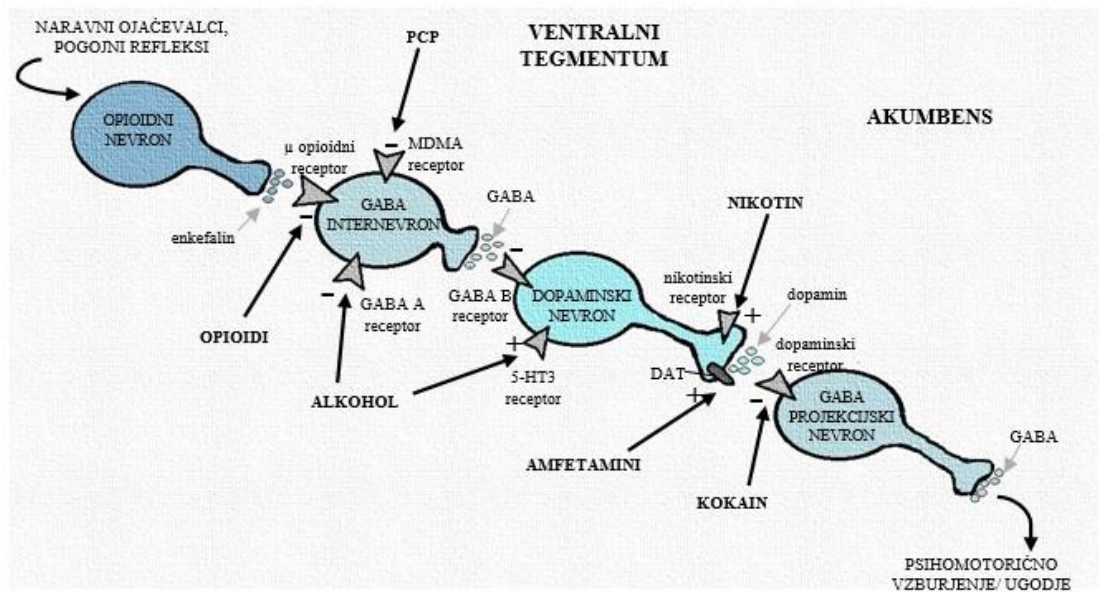 NARAVNI OJAČEVALCI,
POGOJNI REFLEKSI
PCP
VENTRALNI
TEGMENTUM
AKUMBENS
OPIOIDNI
NEVRON
µ opioidni
receptor
-
MDMA
receptor
enkefalin
-
GABA
INTERNEVRON
GABA
-
NIKOTIN
OPIOIDI
-
GABA A
receptor
GABA B
receptor
DOPAMINSKI
NEVRON
nikotinski
receptor
+
dopamin
ALKOHOL
+
5-HT3
receptor
DAT
+
dopaminski
receptor
-
GABA
PROJEKCIJSKI
NEVRON
AMFETAMINI
KOKAIN
GABA
PSIHOMOTORIČNO
VZBURJENJE/ UGODJE